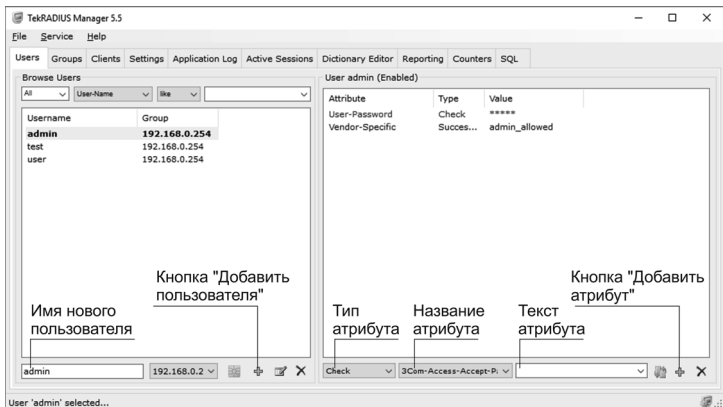 TekRADIUS Manager 5.5
File Service Help
Users Groups Clients Settings Application Log Active Sessions Dictionary Editor Reporting Counters SQL
Browse Users
All User-Name like
Username Group
admin 192.168.0.254
test 192.168.0.254
user 192.168.0.254
Кнопка "Добавить
пользователя"
Имя нового
пользователя
admin 192.168.0.2
User admin (Enabled)
Attribute Type Value
User-Password Check *****
Vendor-Specific Succes... admin_allowed
Кнопка "Добавить
атрибут"
Тип
атрибута
Название
атрибута
Текст
атрибута
Check 3Com-Access-Accept-Pa
User 'admin' selected...